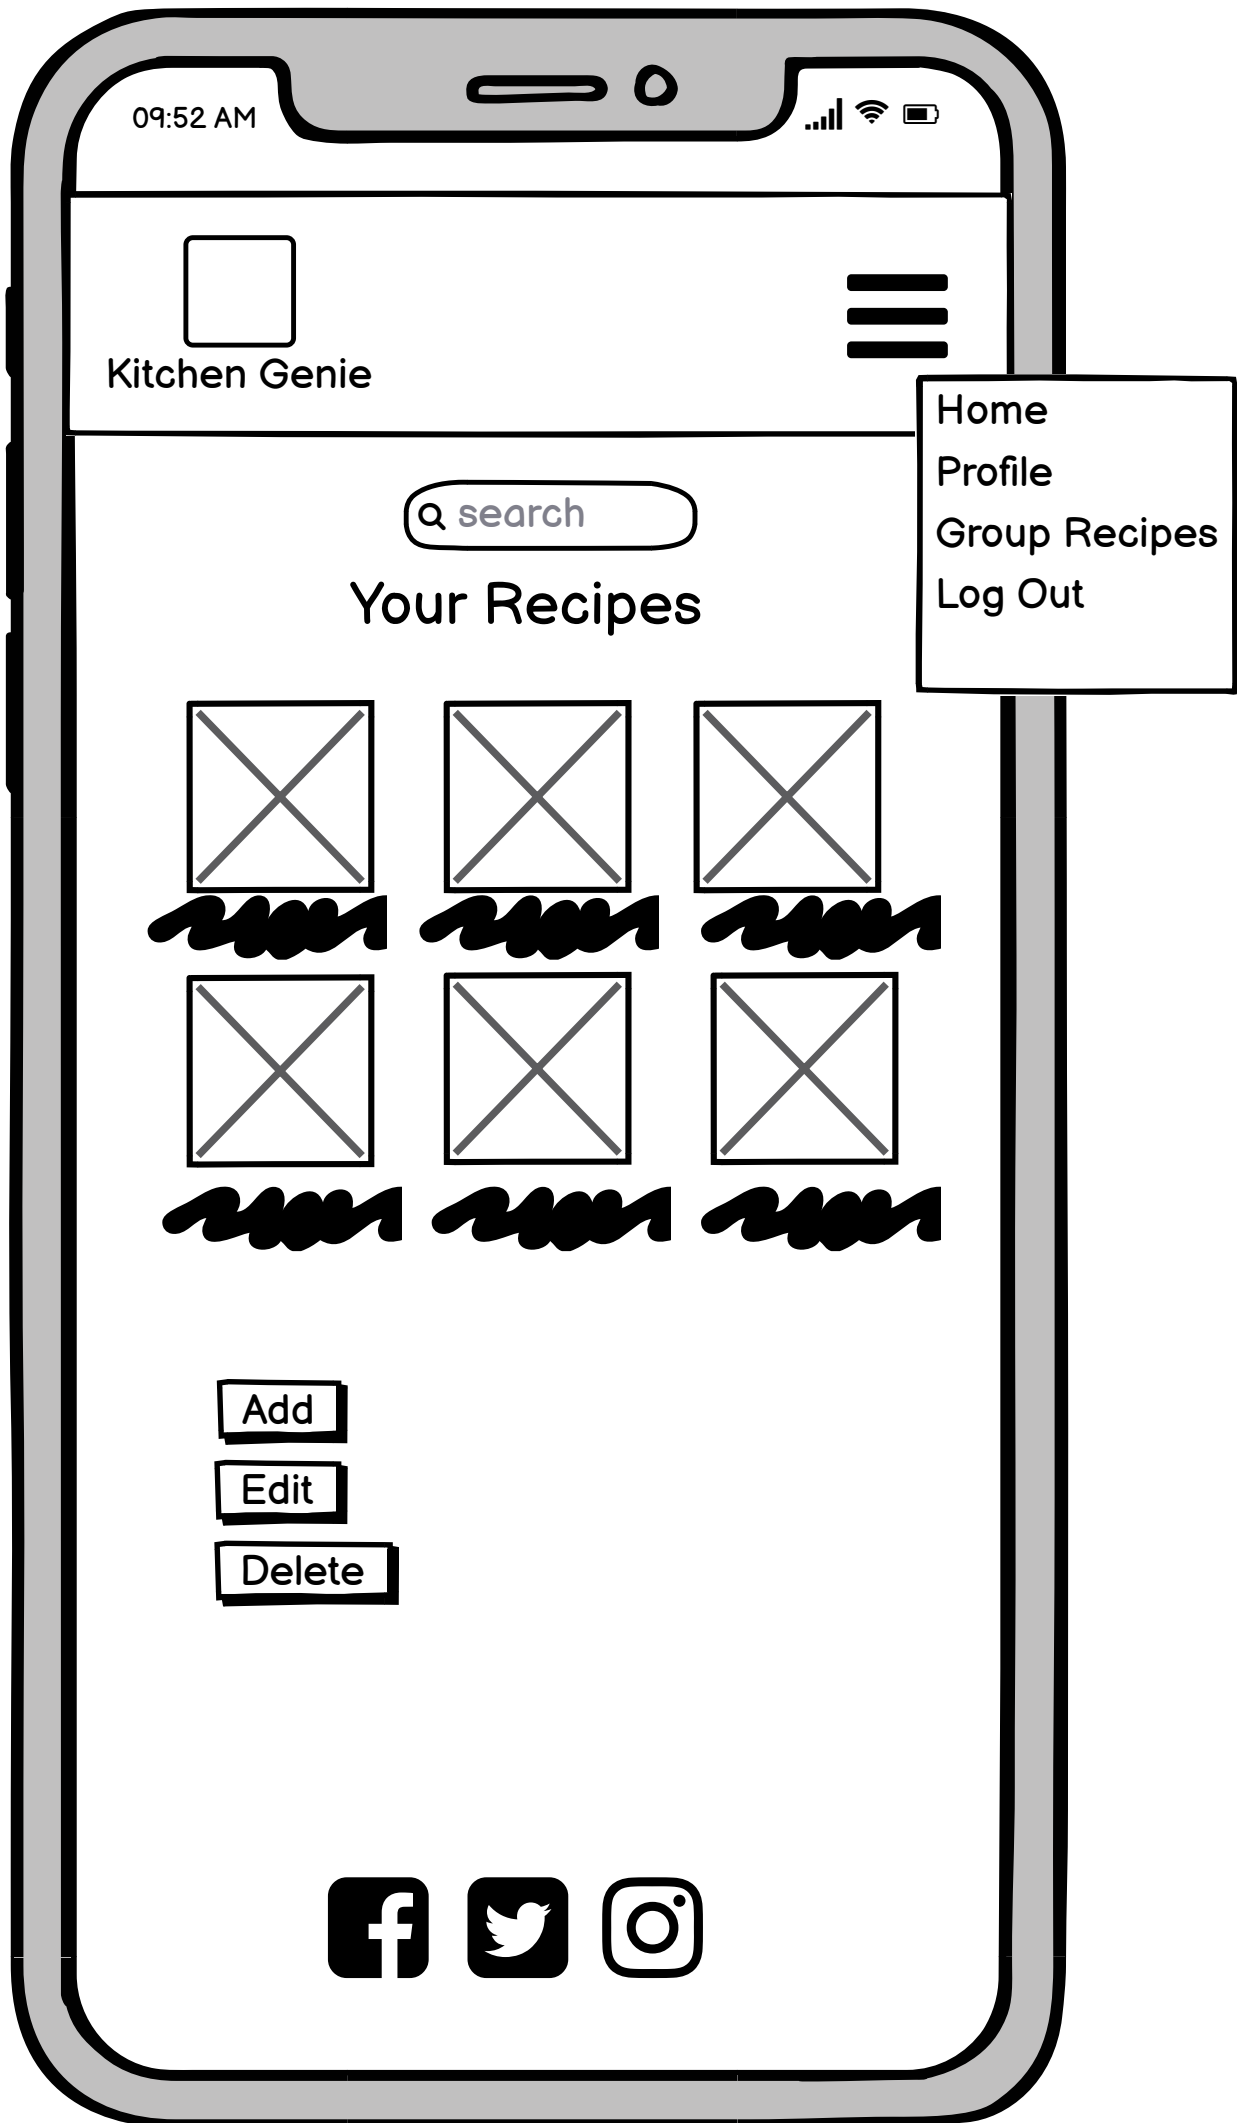 09:52 AM
Kitchen Genie
Home
Profile
Group Recipes
Log Out
search
Your Recipes
Add
Edit
Delete